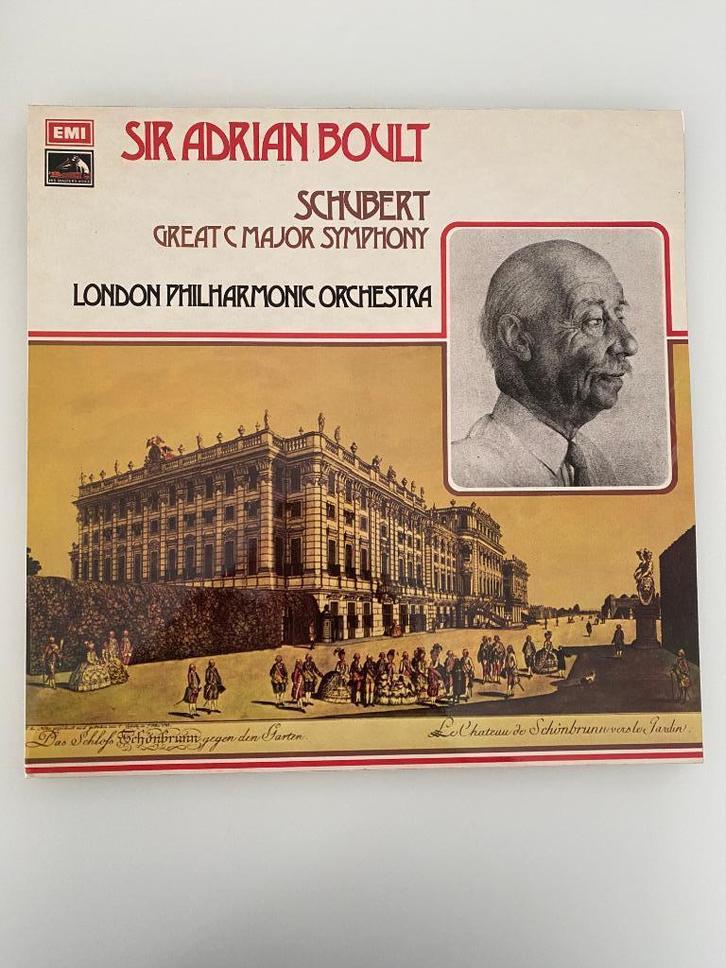 EMI
SIR ADRIAN BOULT
SCHUBERT
GREAT C MAJOR SYMPHONY
LONDON PHILHARMONIC ORCHESTRA
Das Schloſs Schönbrunn gegen den Garten.
Le Chateau de Schönbrunn vers le Jardin.